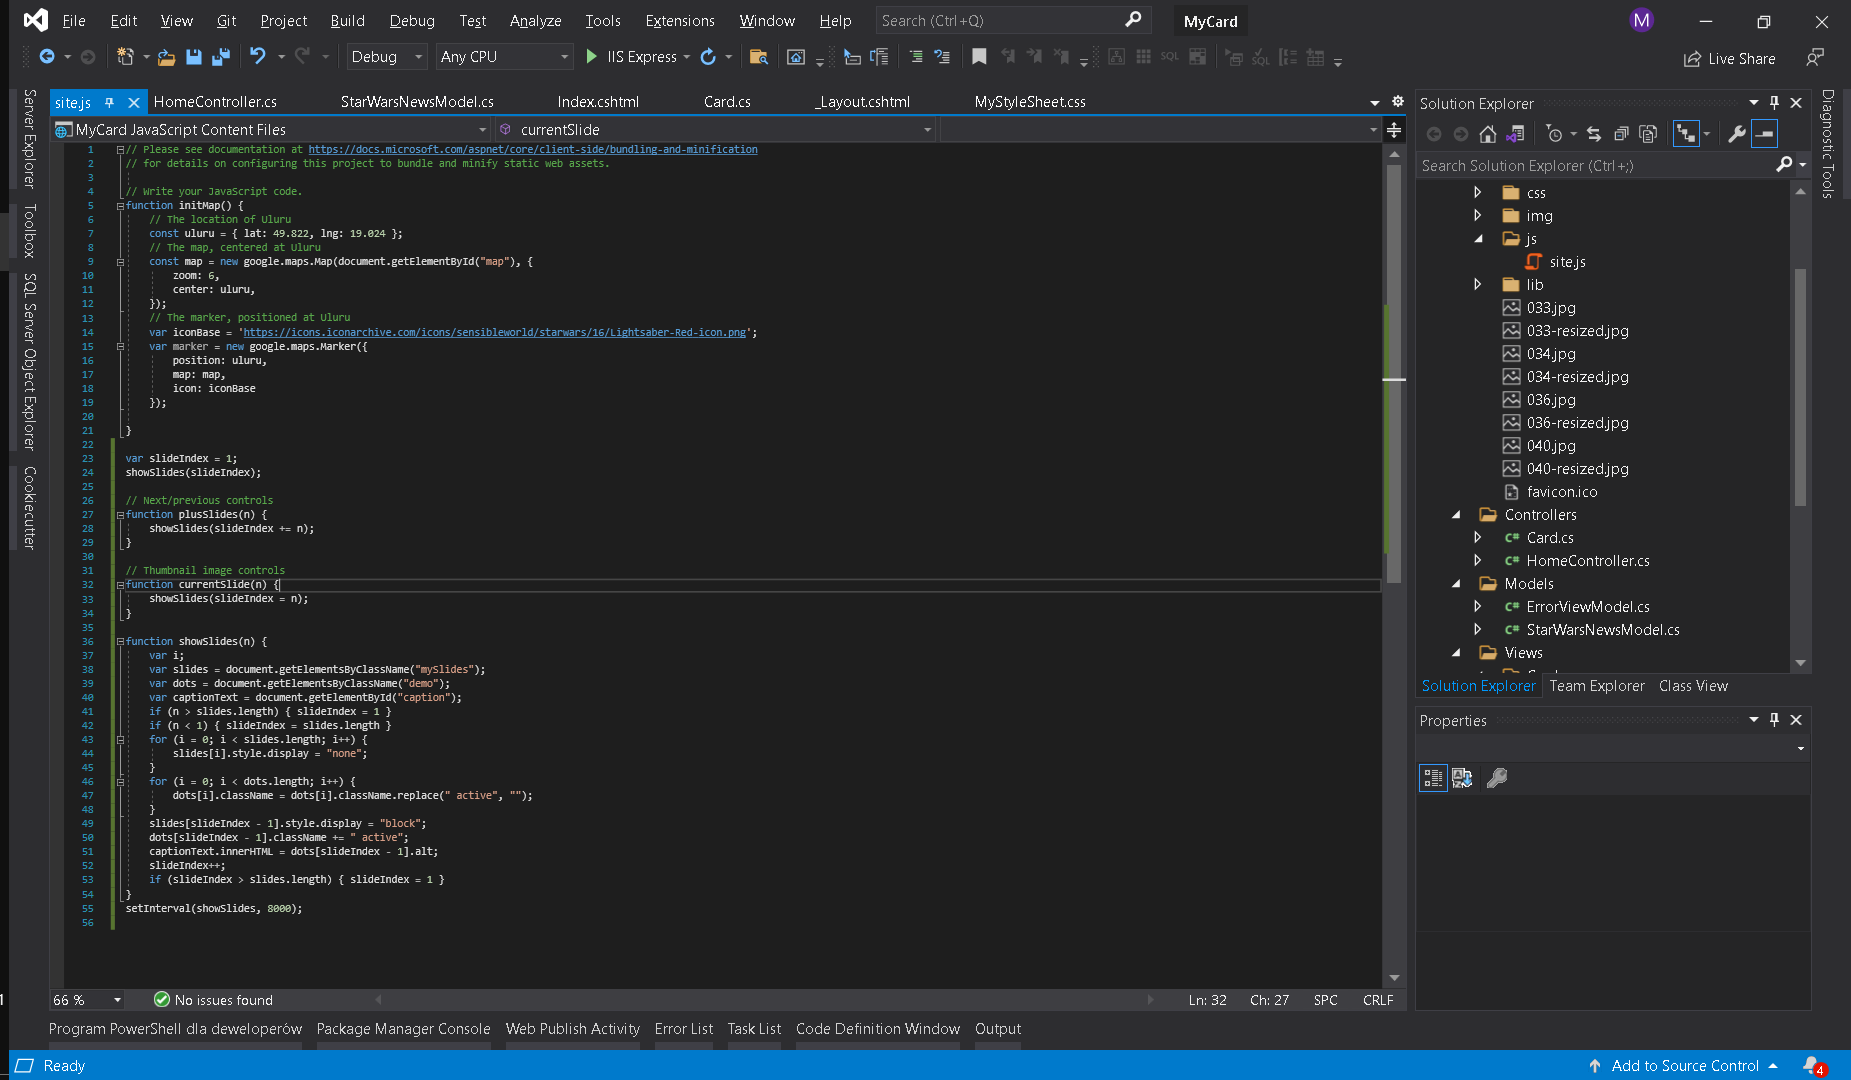 File Edit View Git Project Build Debug Test Analyze Tools Extensions Window Help Search (Ctrl+Q) MyCard M
Debug Any CPU IIS Express Live Share
site.js HomeController.cs StarWarsNewsModel.cs Index.cshtml Card.cs _Layout.cshtml MyStyleSheet.css
MyCard JavaScript Content Files currentSlide
1 // Please see documentation at https://docs.microsoft.com/aspnet/core/client-side/bundling-and-minification
2 // for details on configuring this project to bundle and minify static web assets.
3
4 // Write your JavaScript code.
5 function initMap() {
6 // The location of Uluru
7 const uluru = { lat: 49.822, lng: 19.024 };
8 // The map, centered at Uluru
9 const map = new google.maps.Map(document.getElementById("map"), {
10 zoom: 6,
11 center: uluru,
12 });
13 // The marker, positioned at Uluru
14 var iconBase = 'https://icons.iconarchive.com/icons/sensibleworld/starwars/16/Lightsaber-Red-icon.png';
15 var marker = new google.maps.Marker({
16 position: uluru,
17 map: map,
18 icon: iconBase
19 });
20
21 }
22
23 var slideIndex = 1;
24 showSlides(slideIndex);
25
26 // Next/previous controls
27 function plusSlides(n) {
28 showSlides(slideIndex += n);
29 }
30
31 // Thumbnail image controls
32 function currentSlide(n) {
33 showSlides(slideIndex = n);
34 }
35
36 function showSlides(n) {
37 var i;
38 var slides = document.getElementsByClassName("mySlides");
39 var dots = document.getElementsByClassName("demo");
40 var captionText = document.getElementById("caption");
41 if (n > slides.length) { slideIndex = 1 }
42 if (n < 1) { slideIndex = slides.length }
43 for (i = 0; i < slides.length; i++) {
44 slides[i].style.display = "none";
45 }
46 for (i = 0; i < dots.length; i++) {
47 dots[i].className = dots[i].className.replace(" active", "");
48 }
49 slides[slideIndex - 1].style.display = "block";
50 dots[slideIndex - 1].className += " active";
51 captionText.innerHTML = dots[slideIndex - 1].alt;
52 slideIndex++;
53 if (slideIndex > slides.length) { slideIndex = 1 }
54 }
55 setInterval(showSlides, 8000);
56
66 % No issues found Ln: 32 Ch: 27 SPC CRLF
Server Explorer
Toolbox
SQL Server Object Explorer
Cookiecutter
Solution Explorer
Search Solution Explorer (Ctrl+;)
css
img
js
site.js
lib
033.jpg
033-resized.jpg
034.jpg
034-resized.jpg
036.jpg
036-resized.jpg
040.jpg
040-resized.jpg
favicon.ico
Controllers
C# Card.cs
C# HomeController.cs
Models
C# ErrorViewModel.cs
C# StarWarsNewsModel.cs
Views
Solution Explorer Team Explorer Class View
Properties
Diagnostic Tools
Program PowerShell dla deweloperów Package Manager Console Web Publish Activity Error List Task List Code Definition Window Output
Ready Add to Source Control 4